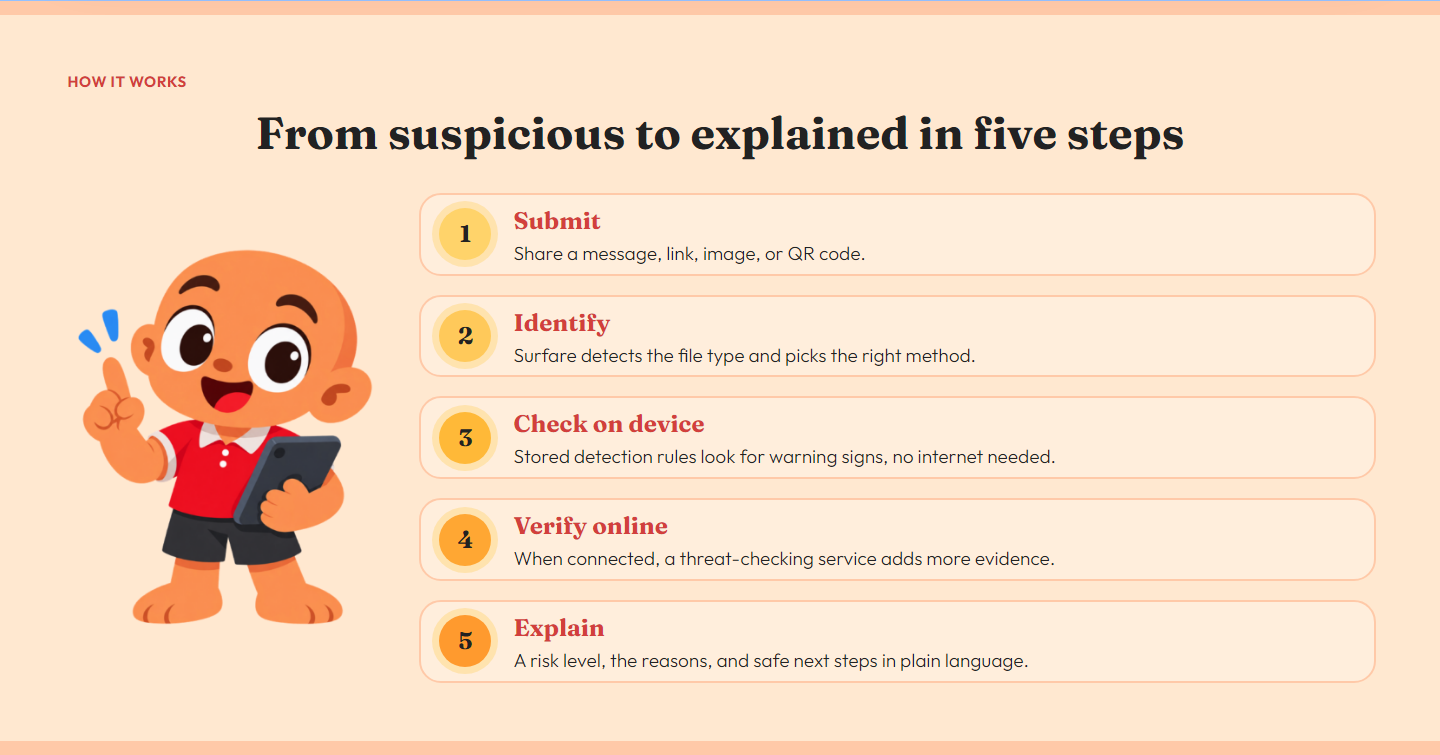 HOW IT WORKS
From suspicious to explained in five steps
1
Submit
Share a message, link, image, or QR code.
2
Identify
Surfare detects the file type and picks the right method.
3
Check on device
Stored detection rules look for warning signs, no internet needed.
4
Verify online
When connected, a threat-checking service adds more evidence.
5
Explain
A risk level, the reasons, and safe next steps in plain language.